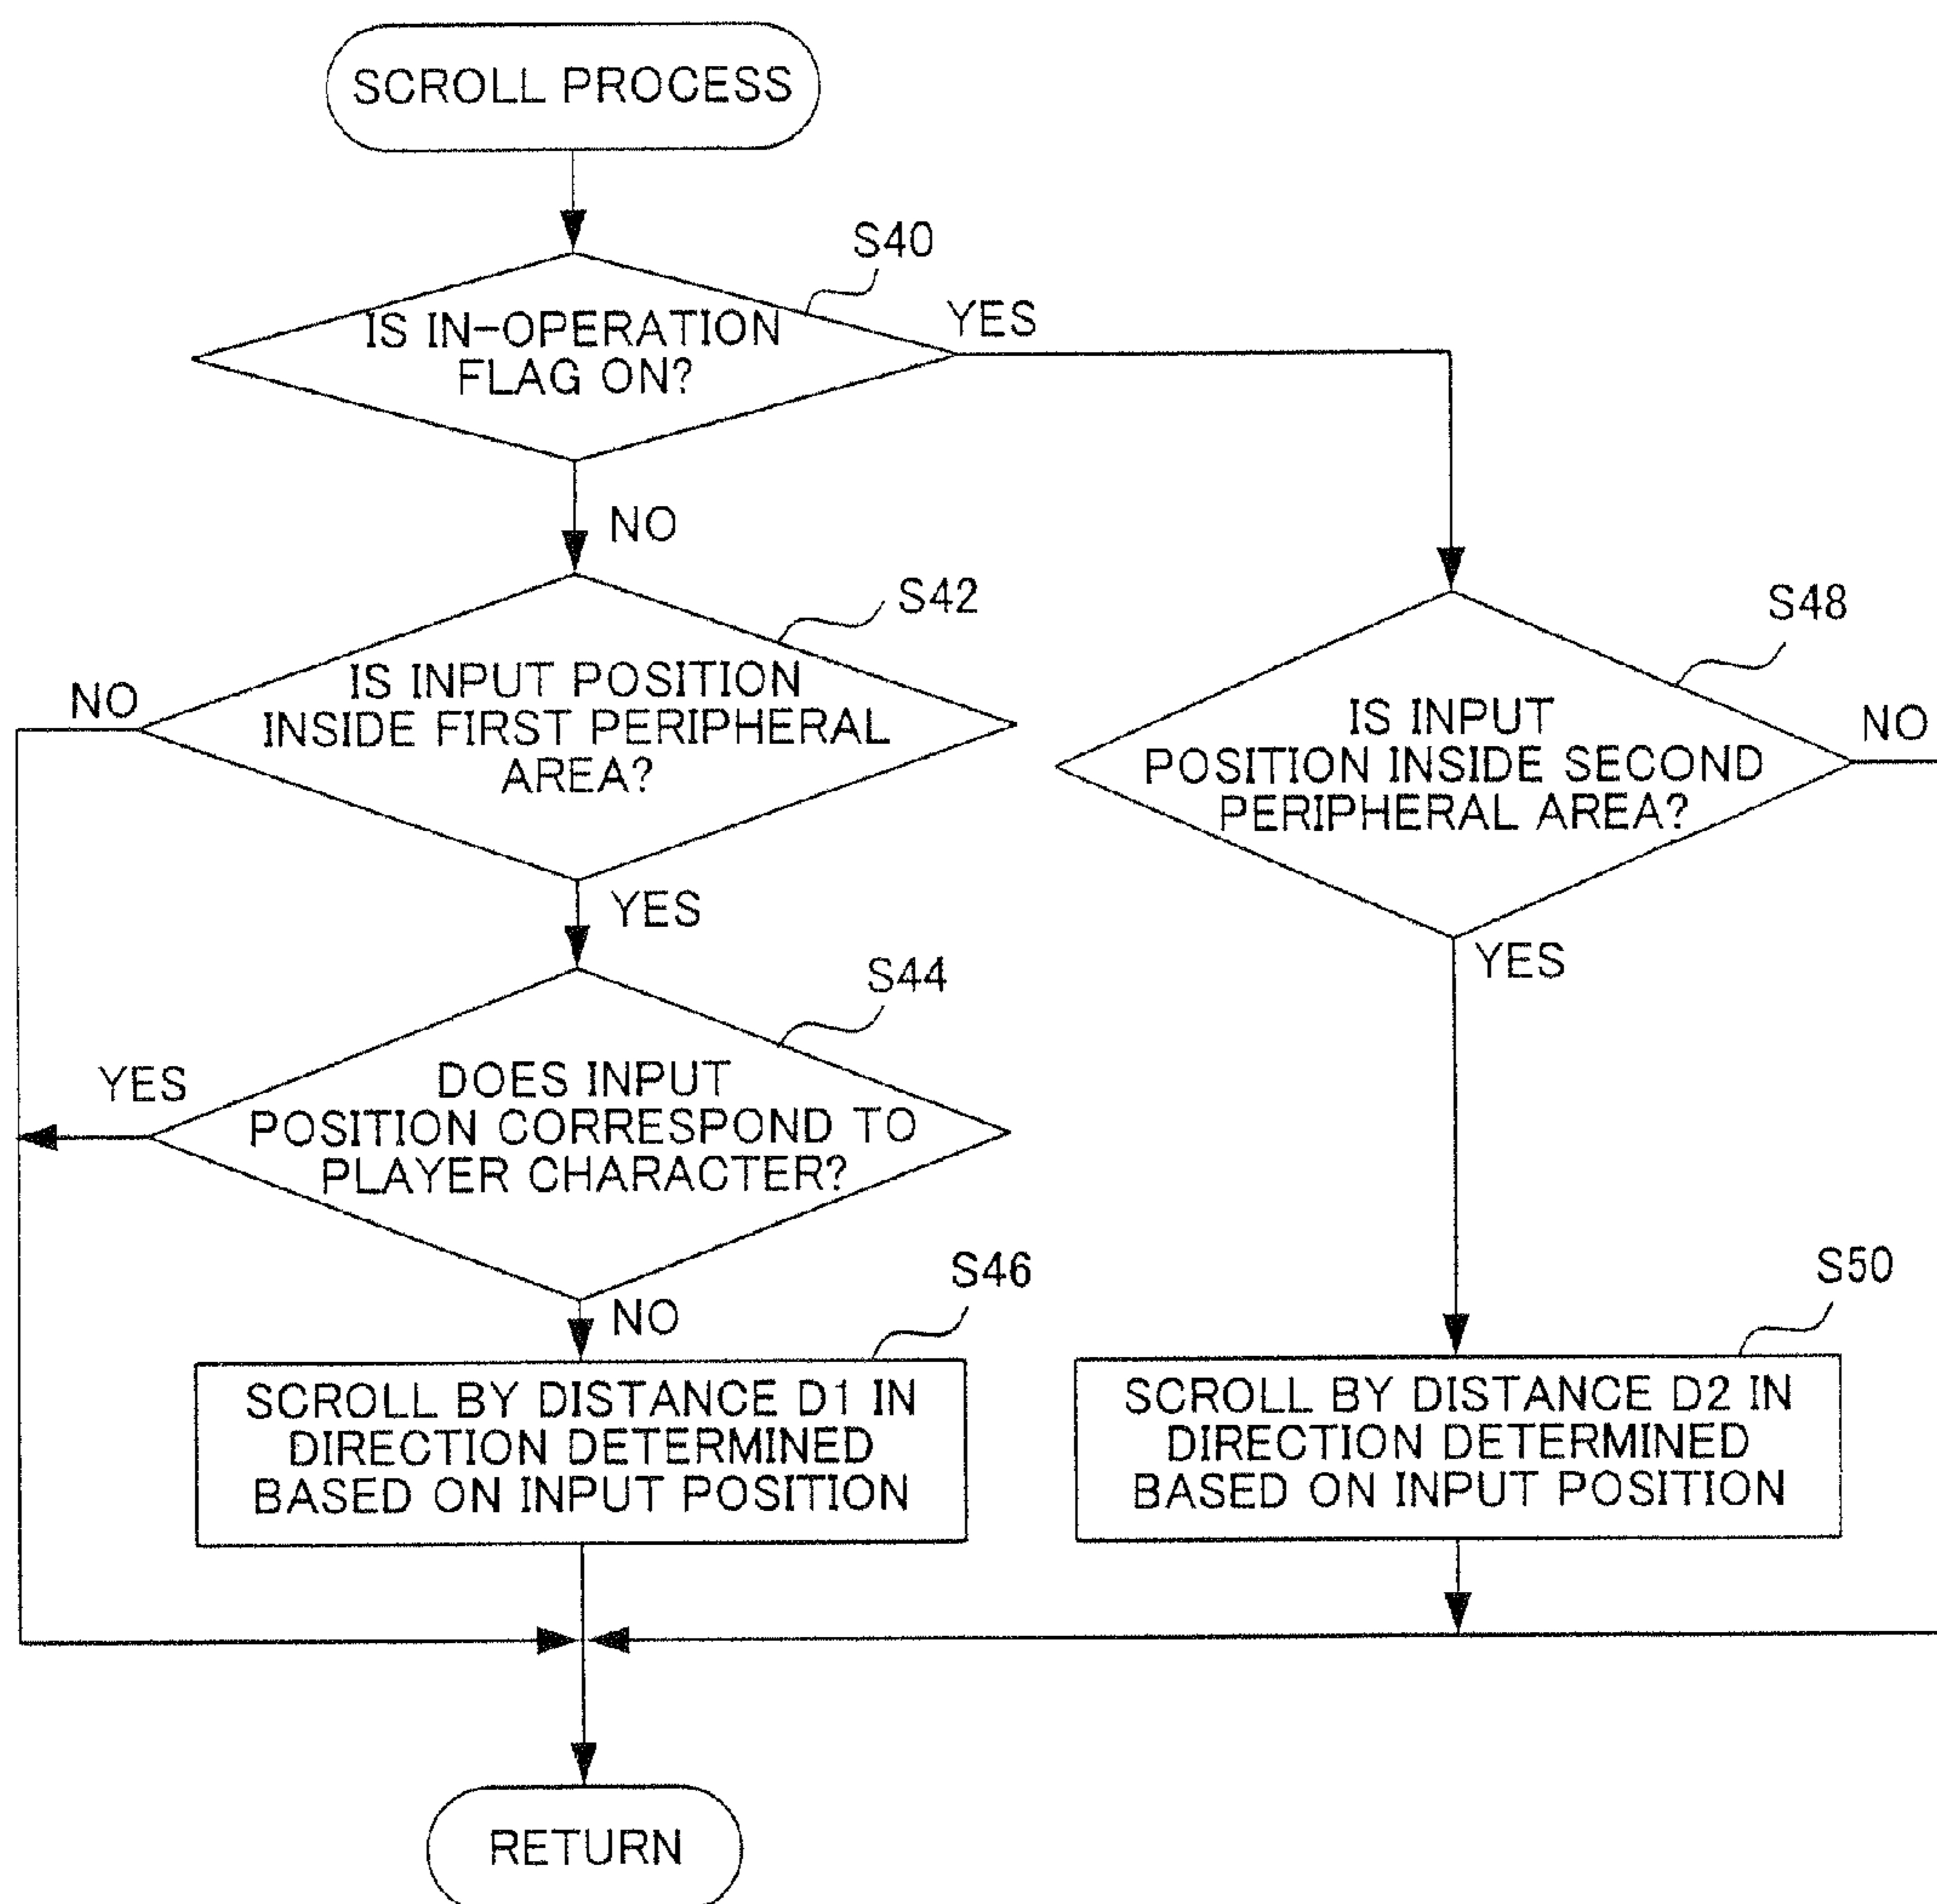 SCROLL PROCESS
S40
IS IN-OPERATION
FLAG ON?
YES
NO
S42
IS INPUT POSITION
INSIDE FIRST PERIPHERAL
AREA?
NO
YES
S44
DOES INPUT
POSITION CORRESPOND TO
PLAYER CHARACTER?
YES
NO
S46
SCROLL BY DISTANCE D1 IN
DIRECTION DETERMINED
BASED ON INPUT POSITION
S48
IS INPUT
POSITION INSIDE SECOND
PERIPHERAL AREA?
NO
YES
S50
SCROLL BY DISTANCE D2 IN
DIRECTION DETERMINED
BASED ON INPUT POSITION
RETURN